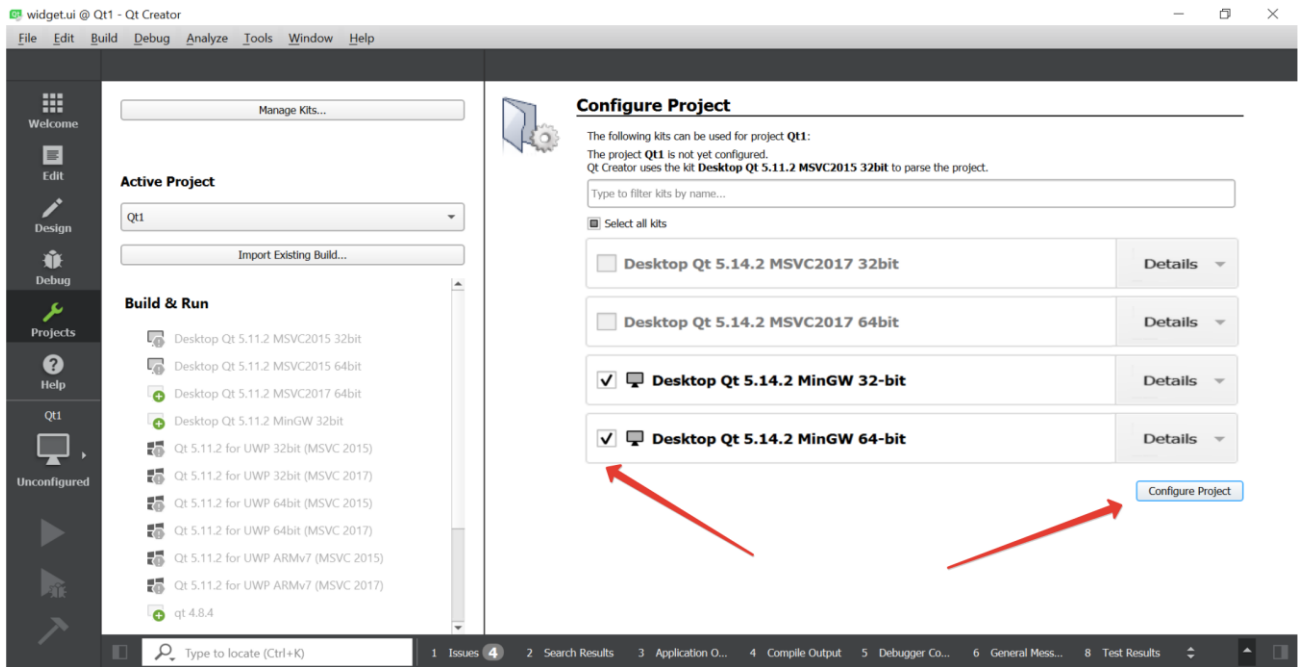 widget.ui @ Qt1 - Qt Creator
File Edit Build Debug Analyze Tools Window Help
Welcome
Edit
Design
Debug
Projects
Help
Qt1
Unconfigured
Manage Kits...
Active Project
Qt1
Import Existing Build...
Build & Run
Desktop Qt 5.11.2 MSVC2015 32bit
Desktop Qt 5.11.2 MSVC2015 64bit
Desktop Qt 5.11.2 MSVC2017 64bit
Desktop Qt 5.11.2 MinGW 32bit
Qt 5.11.2 for UWP 32bit (MSVC 2015)
Qt 5.11.2 for UWP 32bit (MSVC 2017)
Qt 5.11.2 for UWP 64bit (MSVC 2015)
Qt 5.11.2 for UWP 64bit (MSVC 2017)
Qt 5.11.2 for UWP ARMv7 (MSVC 2015)
Qt 5.11.2 for UWP ARMv7 (MSVC 2017)
qt 4.8.4
Configure Project
The following kits can be used for project Qt1:
The project Qt1 is not yet configured.
Qt Creator uses the kit Desktop Qt 5.11.2 MSVC2015 32bit to parse the project.
Type to filter kits by name...
Select all kits
Desktop Qt 5.14.2 MSVC2017 32bit Details
Desktop Qt 5.14.2 MSVC2017 64bit Details
Desktop Qt 5.14.2 MinGW 32-bit Details
Desktop Qt 5.14.2 MinGW 64-bit Details
Configure Project
Type to locate (Ctrl+K) 1 Issues 4 2 Search Results 3 Application O... 4 Compile Output 5 Debugger Co... 6 General Mess... 8 Test Results